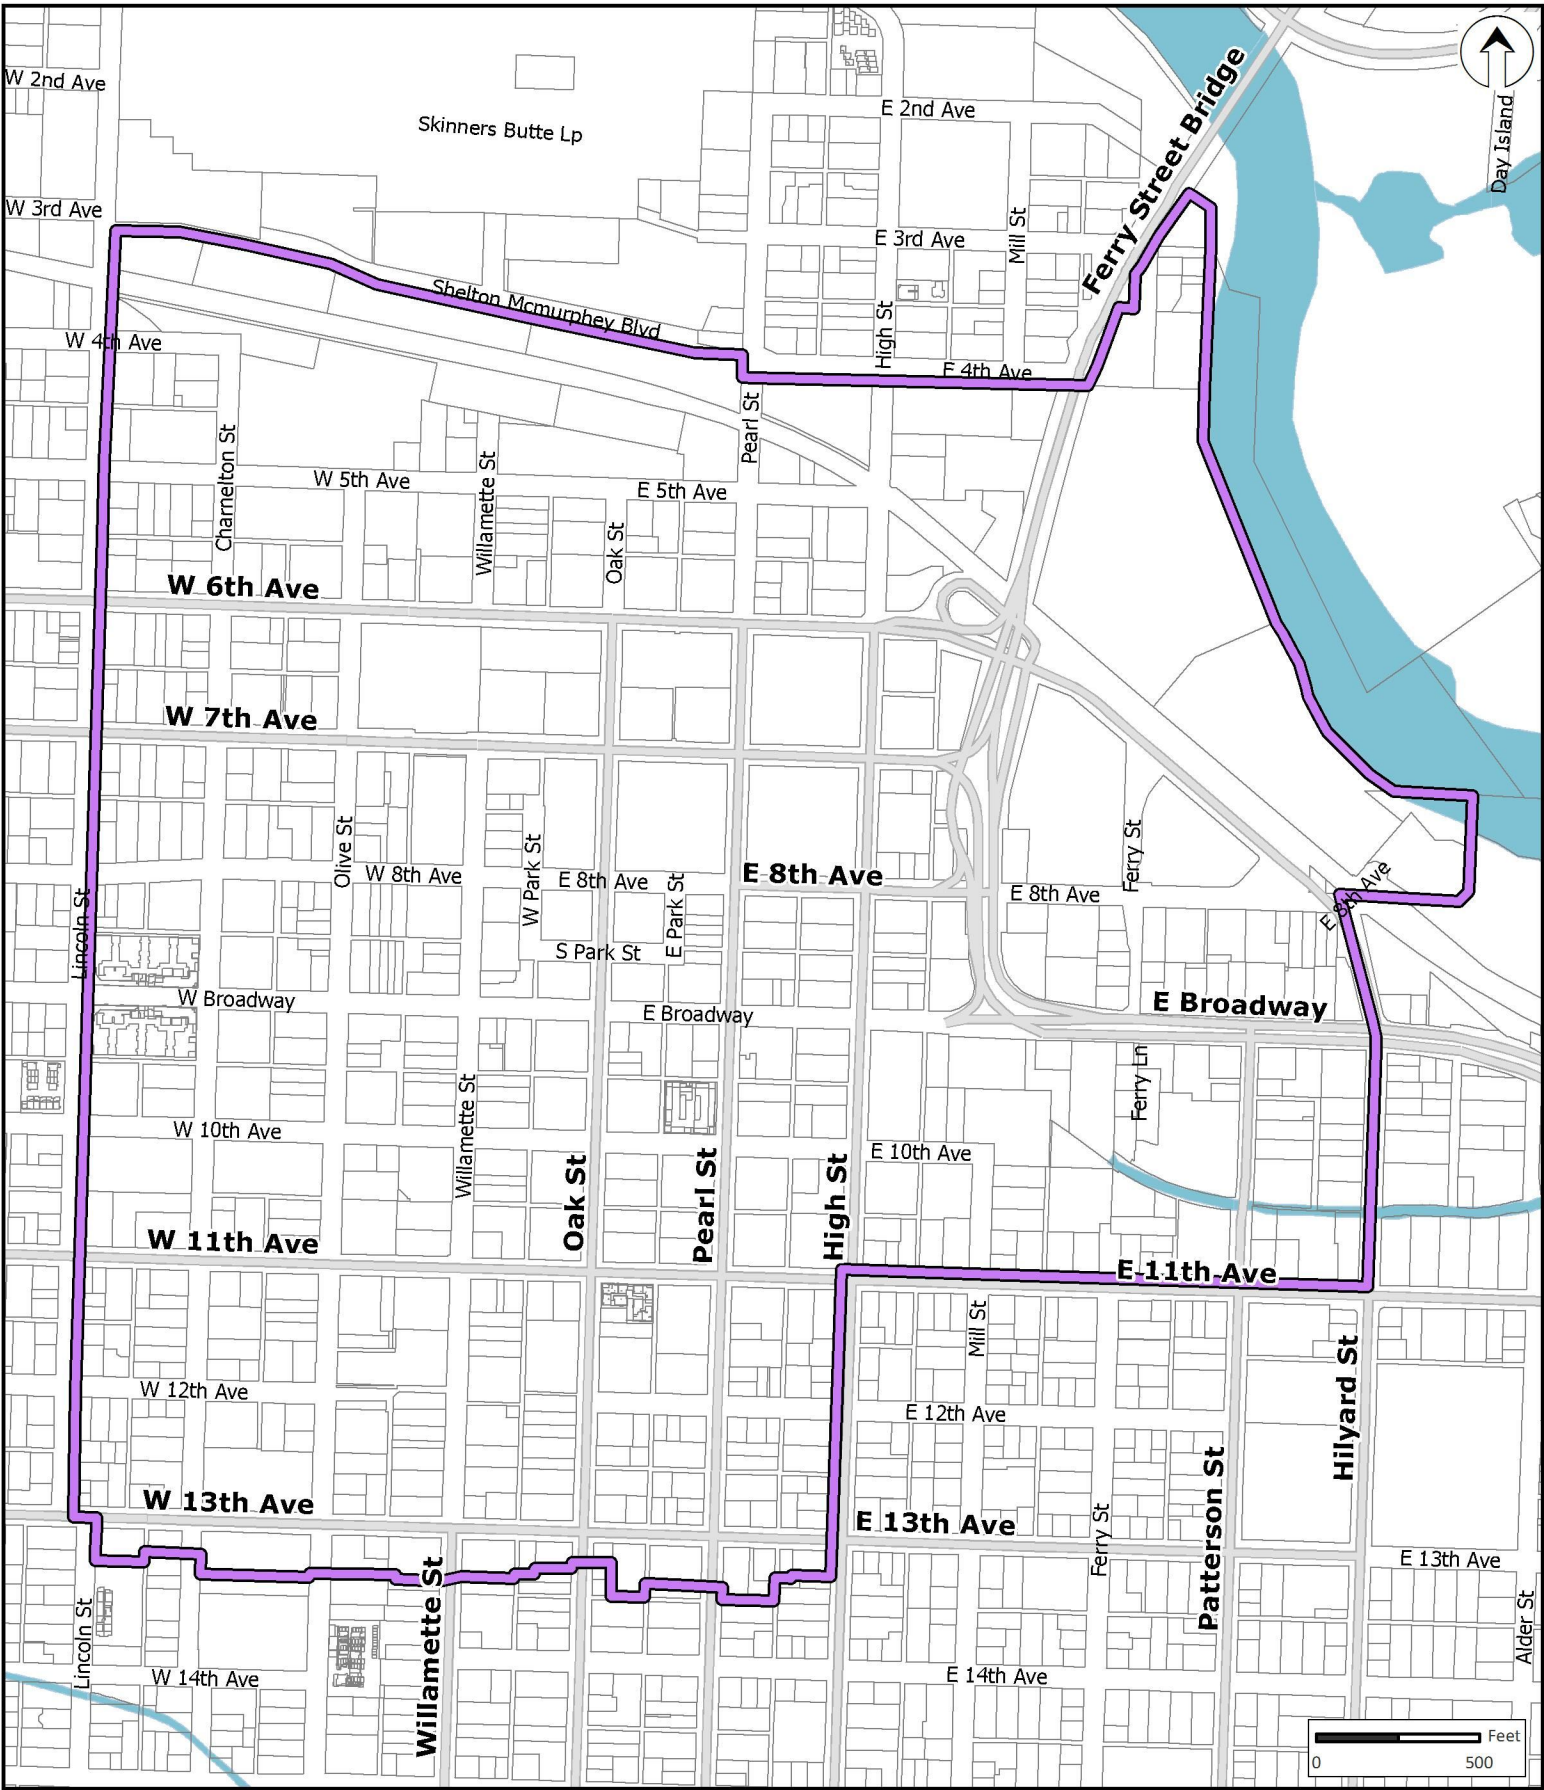 W 2nd Ave
E 2nd Ave
Skinners Butte Lp
Ferry Street Bridge
Day Island
W 3rd Ave
E 3rd Ave
Mill St
Shelton Mcmurphey Blvd
High St
W 4th Ave
E 4th Ave
Pearl St
Charnelton St
W 5th Ave
Willamette St
E 5th Ave
Oak St
W 6th Ave
W 7th Ave
Olive St
W 8th Ave
W Park St
E 8th Ave
E Park St
E 8th Ave
E 8th Ave
Ferry St
E 8th Ave
Lincoln St
S Park St
W Broadway
E Broadway
E Broadway
Ferry Ln
Willamette St
W 10th Ave
E 10th Ave
Oak St
Pearl St
High St
W 11th Ave
E 11th Ave
Mill St
Hilyard St
W 12th Ave
E 12th Ave
Patterson St
W 13th Ave
E 13th Ave
Ferry St
E 13th Ave
Willamette St
Lincoln St
Alder St
W 14th Ave
E 14th Ave
Feet
0 500